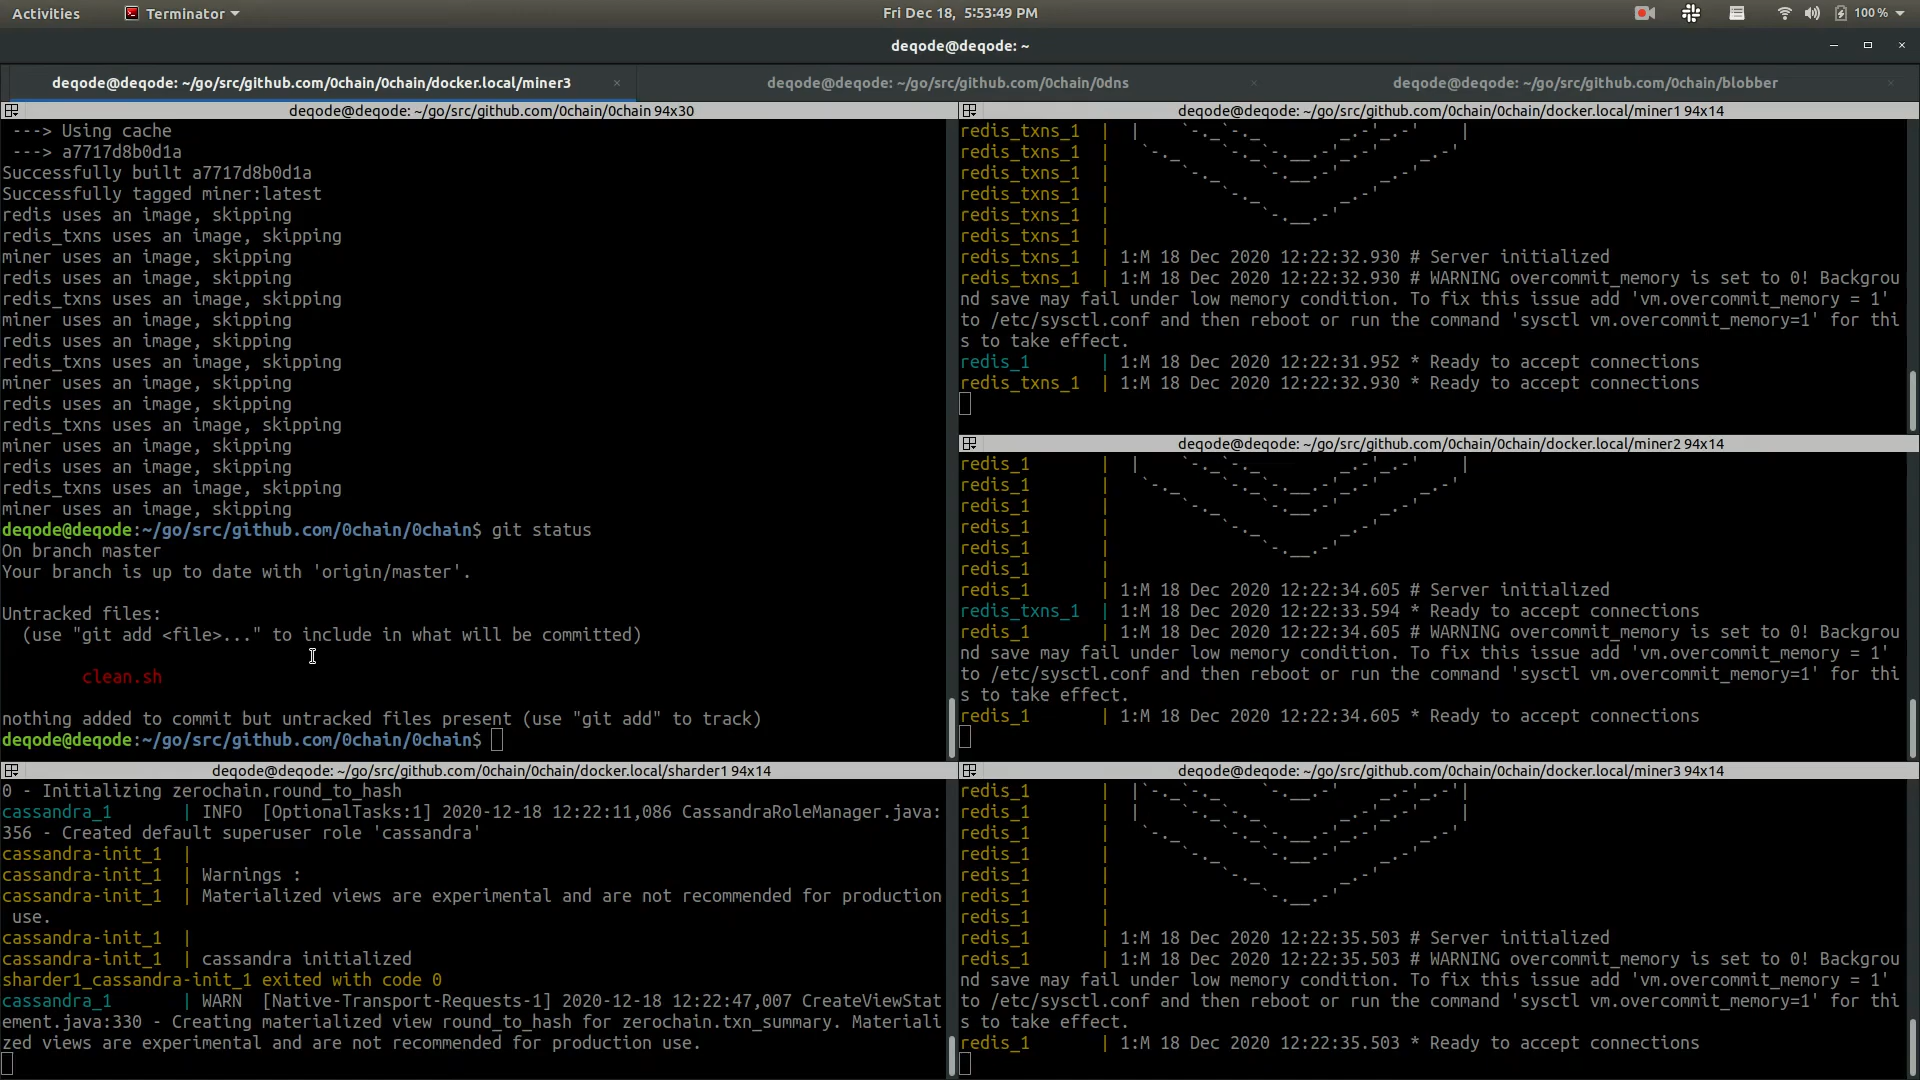 Activities
Terminator
Fri Dec 18, 5:53:49 PM
100 %
deqode@deqode: ~
deqode@deqode: ~/go/src/github.com/0chain/0chain/docker.local/miner3
deqode@deqode: ~/go/src/github.com/0chain/0dns
deqode@deqode: ~/go/src/github.com/0chain/blobber
deqode@deqode: ~/go/src/github.com/0chain/0chain 94x30
---> Using cache
---> a7717d8b0d1a
Successfully built a7717d8b0d1a
Successfully tagged miner:latest
redis uses an image, skipping
redis_txns uses an image, skipping
miner uses an image, skipping
redis uses an image, skipping
redis_txns uses an image, skipping
miner uses an image, skipping
redis uses an image, skipping
redis_txns uses an image, skipping
miner uses an image, skipping
redis uses an image, skipping
redis_txns uses an image, skipping
miner uses an image, skipping
redis uses an image, skipping
redis_txns uses an image, skipping
miner uses an image, skipping
deqode@deqode:~/go/src/github.com/0chain/0chain$ git status
On branch master
Your branch is up to date with 'origin/master'.
Untracked files:
(use "git add <file>..." to include in what will be committed)
clean.sh
nothing added to commit but untracked files present (use "git add" to track)
deqode@deqode:~/go/src/github.com/0chain/0chain$
deqode@deqode: ~/go/src/github.com/0chain/0chain/docker.local/sharder1 94x14
0 - Initializing zerochain.round_to_hash
cassandra_1 | INFO [OptionalTasks:1] 2020-12-18 12:22:11,086 CassandraRoleManager.java:
356 - Created default superuser role 'cassandra'
cassandra-init_1 |
cassandra-init_1 | Warnings :
cassandra-init_1 | Materialized views are experimental and are not recommended for production
use.
cassandra-init_1 |
cassandra-init_1 | cassandra initialized
sharder1_cassandra-init_1 exited with code 0
cassandra_1 | WARN [Native-Transport-Requests-1] 2020-12-18 12:22:47,007 CreateViewStat
ement.java:330 - Creating materialized view round_to_hash for zerochain.txn_summary. Materiali
zed views are experimental and are not recommended for production use.
deqode@deqode: ~/go/src/github.com/0chain/0chain/docker.local/miner1 94x14
redis_txns_1 | | `-._`-._ _.-'_.-' |
redis_txns_1 | `-._ `-._`-.__.-'_.-' _.-'
redis_txns_1 | `-._ `-.__.-' _.-'
redis_txns_1 | `-._ _.-'
redis_txns_1 | `-.__.-'
redis_txns_1 |
redis_txns_1 | 1:M 18 Dec 2020 12:22:32.930 # Server initialized
redis_txns_1 | 1:M 18 Dec 2020 12:22:32.930 # WARNING overcommit_memory is set to 0! Backgrou
nd save may fail under low memory condition. To fix this issue add 'vm.overcommit_memory = 1'
to /etc/sysctl.conf and then reboot or run the command 'sysctl vm.overcommit_memory=1' for thi
s to take effect.
redis_1 | 1:M 18 Dec 2020 12:22:31.952 * Ready to accept connections
redis_txns_1 | 1:M 18 Dec 2020 12:22:32.930 * Ready to accept connections
deqode@deqode: ~/go/src/github.com/0chain/0chain/docker.local/miner2 94x14
redis_1 | | `-._`-._ _.-'_.-' |
redis_1 | `-._ `-._`-.__.-'_.-' _.-'
redis_1 | `-._ `-.__.-' _.-'
redis_1 | `-._ _.-'
redis_1 | `-.__.-'
redis_1 |
redis_1 | 1:M 18 Dec 2020 12:22:34.605 # Server initialized
redis_txns_1 | 1:M 18 Dec 2020 12:22:33.594 * Ready to accept connections
redis_1 | 1:M 18 Dec 2020 12:22:34.605 # WARNING overcommit_memory is set to 0! Backgrou
nd save may fail under low memory condition. To fix this issue add 'vm.overcommit_memory = 1'
to /etc/sysctl.conf and then reboot or run the command 'sysctl vm.overcommit_memory=1' for thi
s to take effect.
redis_1 | 1:M 18 Dec 2020 12:22:34.605 * Ready to accept connections
deqode@deqode: ~/go/src/github.com/0chain/0chain/docker.local/miner3 94x14
redis_1 | |`-._`-._ _.-'_.-'|
redis_1 | | `-._`-._ _.-'_.-' |
redis_1 | `-._ `-._`-.__.-'_.-' _.-'
redis_1 | `-._ `-.__.-' _.-'
redis_1 | `-._ _.-'
redis_1 | `-.__.-'
redis_1 |
redis_1 | 1:M 18 Dec 2020 12:22:35.503 # Server initialized
redis_1 | 1:M 18 Dec 2020 12:22:35.503 # WARNING overcommit_memory is set to 0! Backgrou
nd save may fail under low memory condition. To fix this issue add 'vm.overcommit_memory = 1'
to /etc/sysctl.conf and then reboot or run the command 'sysctl vm.overcommit_memory=1' for thi
s to take effect.
redis_1 | 1:M 18 Dec 2020 12:22:35.503 * Ready to accept connections